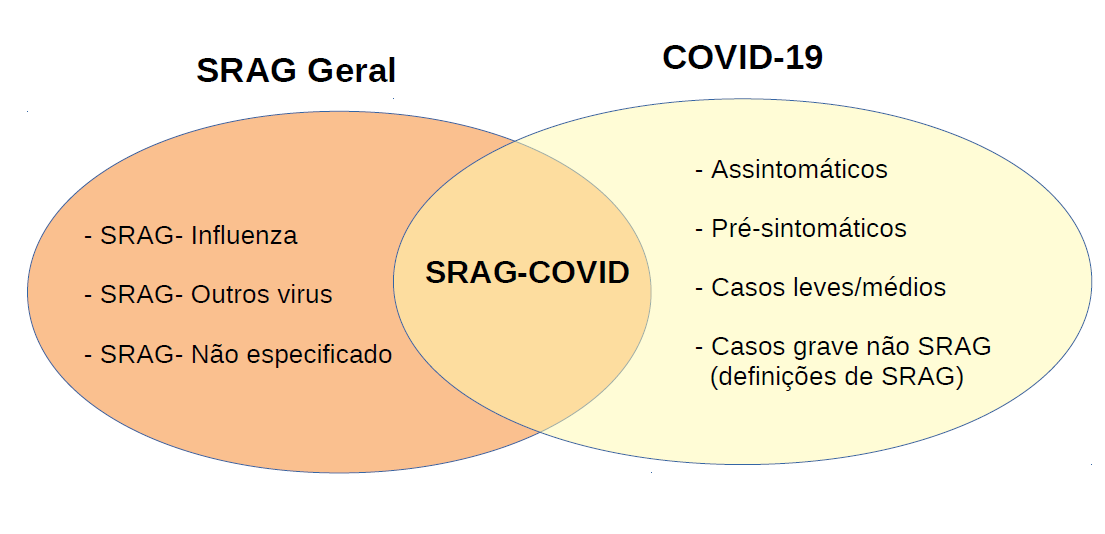 SRAG Geral
COVID-19
- SRAG- Influenza
- SRAG- Outros virus
- SRAG- Não especificado
SRAG-COVID
- Assintomáticos
- Pré-sintomáticos
- Casos leves/médios
- Casos grave não SRAG
(definições de SRAG)